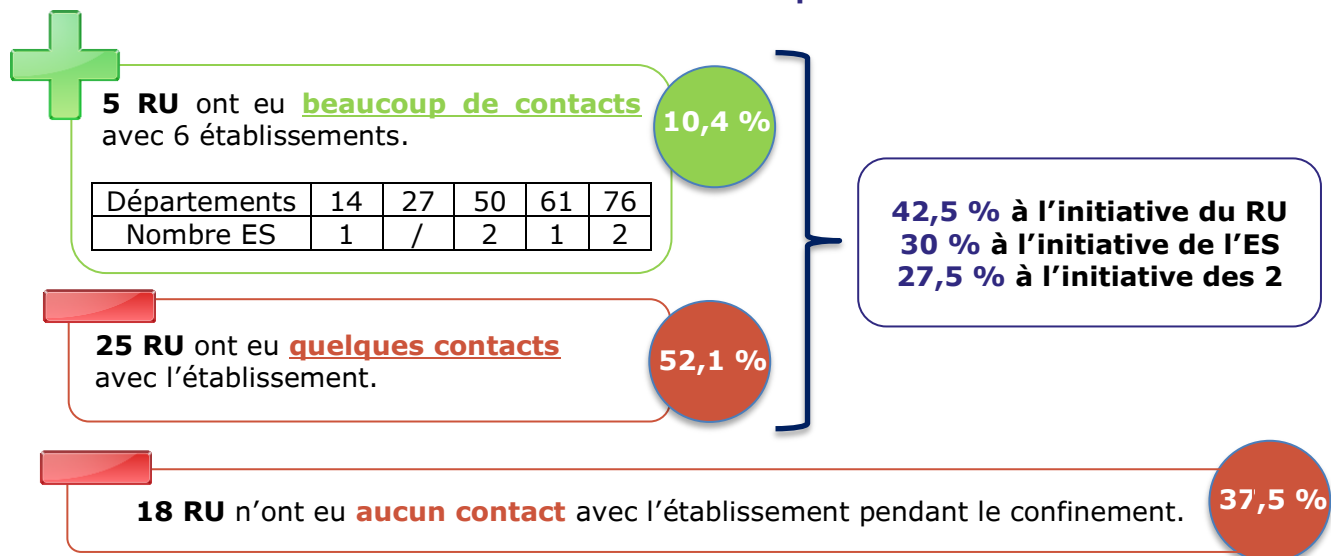 5 RU ont eu beaucoup de contacts
avec 6 établissements.
10,4 %
Départements 14 27 50 61 76
Nombre ES 1 / 2 1 2
42,5 % à l’initiative du RU
30 % à l’initiative de l’ES
27,5 % à l’initiative des 2
25 RU ont eu quelques contacts
avec l’établissement.
52,1 %
18 RU n’ont eu aucun contact avec l’établissement pendant le confinement.
37,5 %